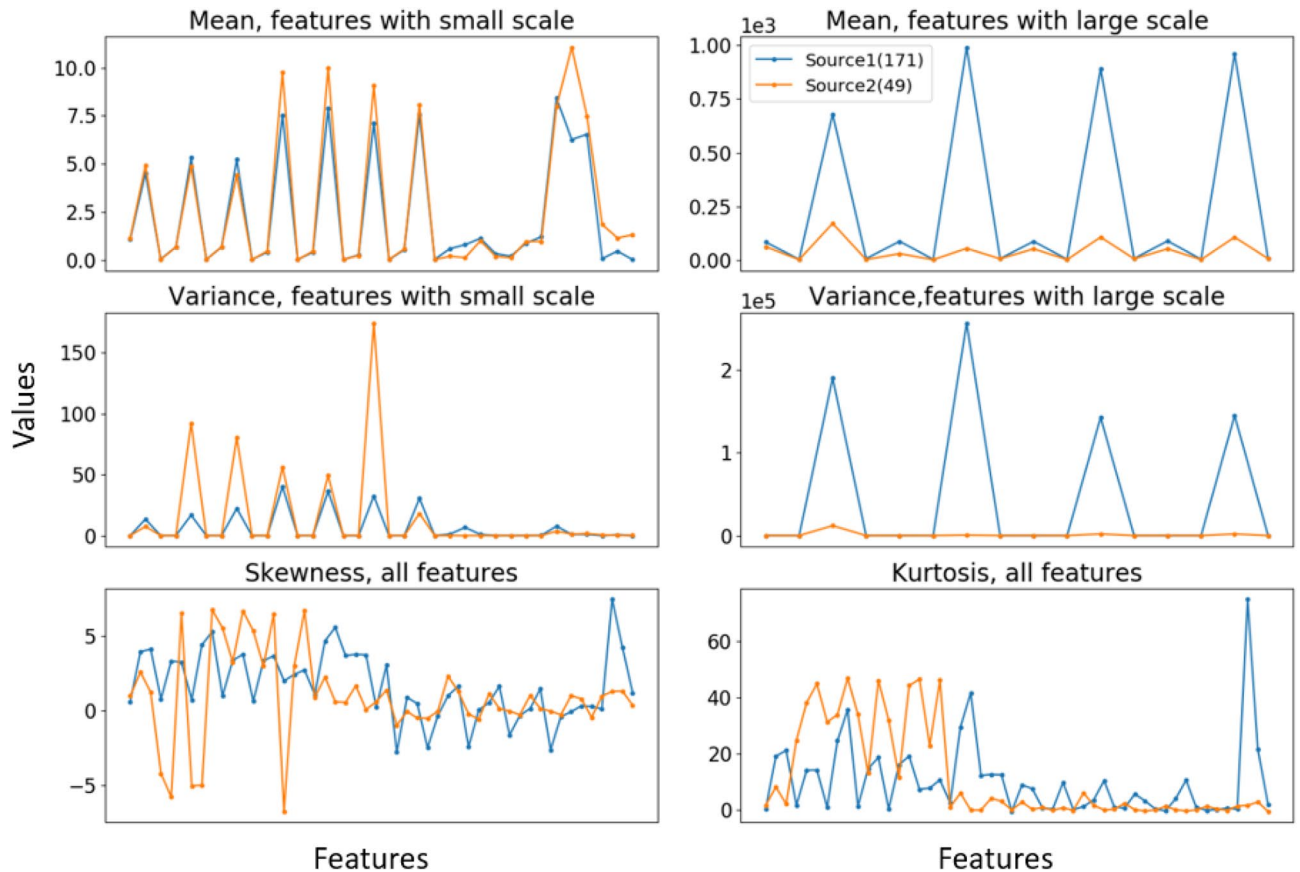 Mean, features with small scale
10.0
7.5
5.0
2.5
0.0
Mean, features with large scale
1e3
1.00
0.75
0.50
0.25
0.00
Source1(171)
Source2(49)
Variance, features with small scale
150
100
50
0
Variance,features with large scale
1e5
2
1
0
Values
Skewness, all features
5
0
−5
Kurtosis, all features
60
40
20
0
Features
Features